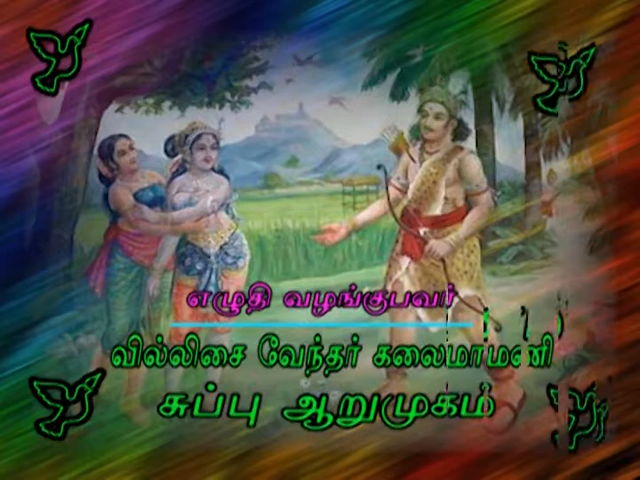 எழுதி வழங்குபவர்
வில்லிசை வேந்தர் கலைமாமணி
சுப்பு ஆறுமுகம்